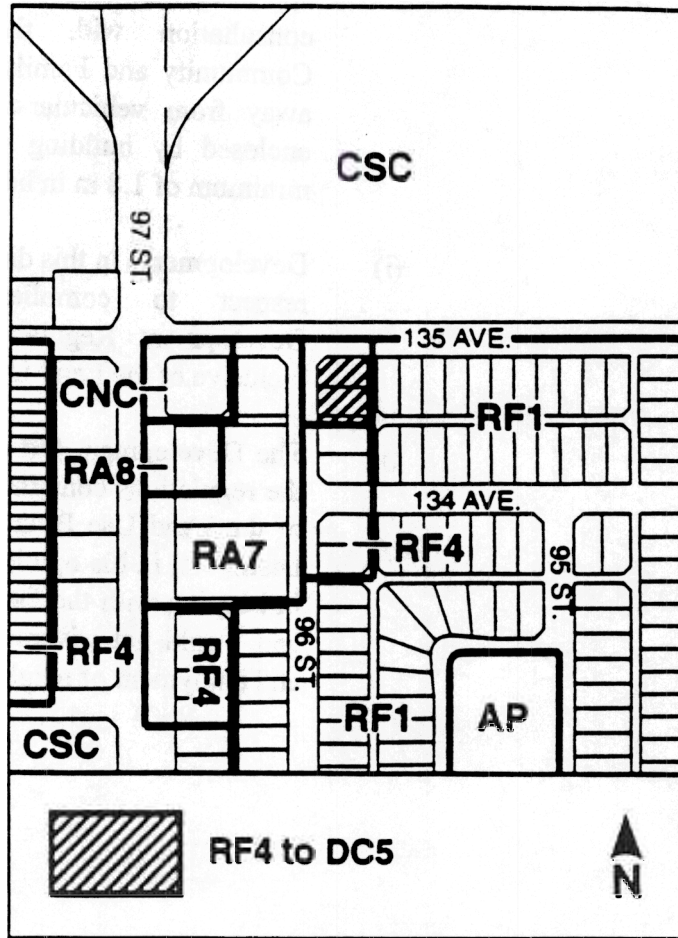 CSC
97 ST.
135 AVE.
CNC
RF1
RA8
134 AVE.
RA7
RF4
95 ST.
RF4
RF4
96 ST.
RF1
AP
CSC
RF4 to DC5
N